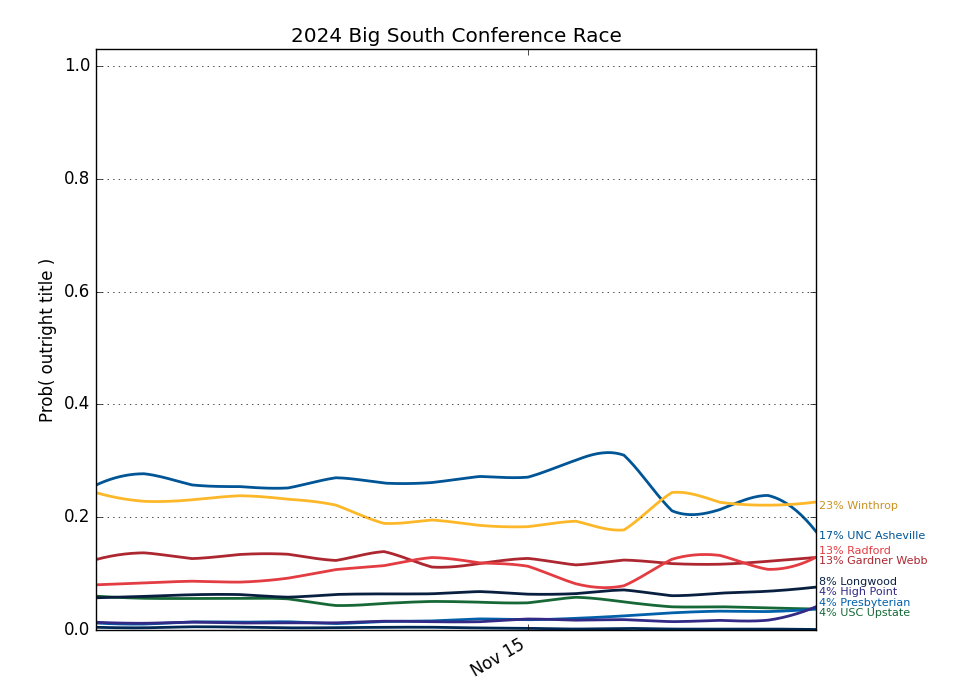 2024 Big South Conference Race
1.0
0.8
0.6
0.4
0.2
0.0
Prob( outright title )
Nov 15
23% Winthrop
17% UNC Asheville
13% Radford
13% Gardner Webb
8% Longwood
4% High Point
4% Presbyterian
4% USC Upstate